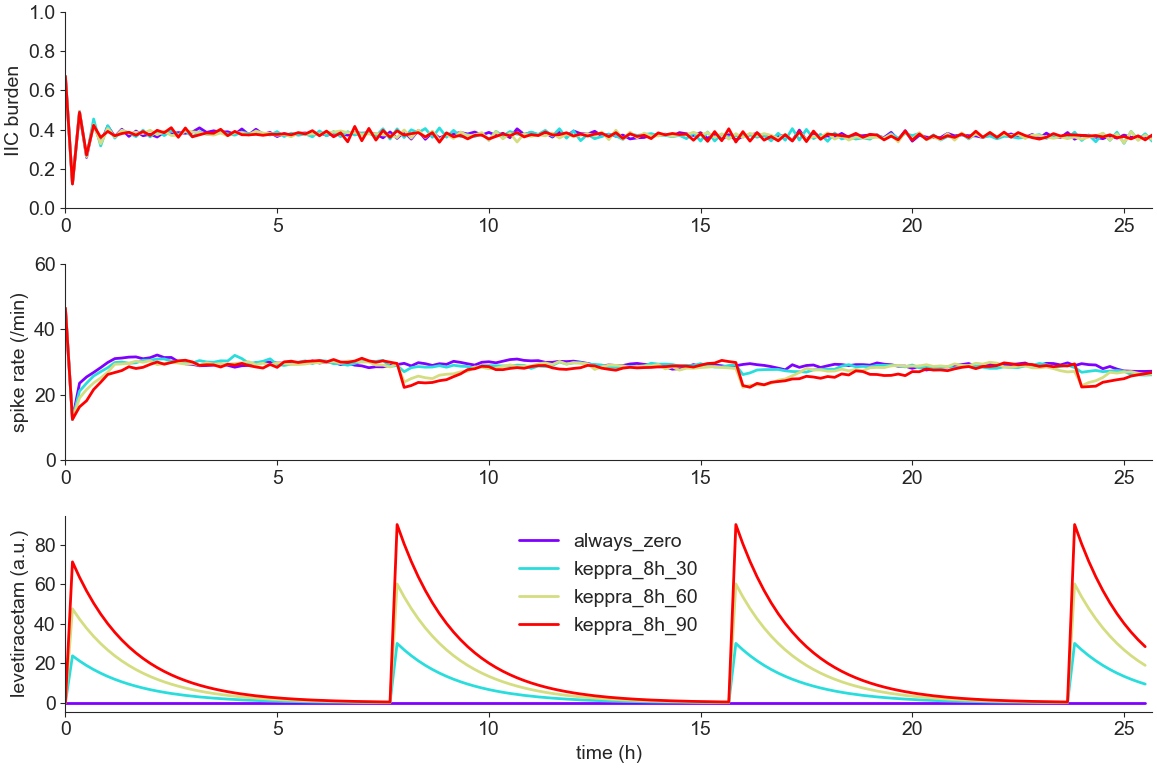 IIC burden
1.0
0.8
0.6
0.4
0.2
0.0
0 5 10 15 20 25
spike rate (/min)
60
40
20
0
0 5 10 15 20 25
levetiracetam (a.u.)
80
60
40
20
0
always_zero
keppra_8h_30
keppra_8h_60
keppra_8h_90
0 5 10 15 20 25
time (h)